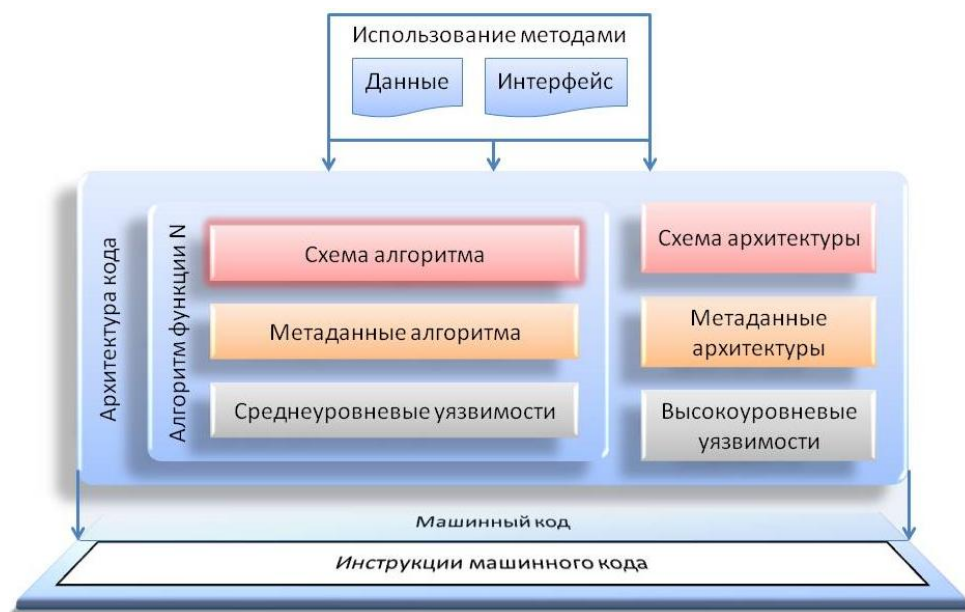 Использование методами
Данные
Интерфейс
Архитектура кода
Алгоритм функции N
Схема алгоритма
Метаданные алгоритма
Среднеуровневые уязвимости
Схема архитектуры
Метаданные
архитектуры
Высокоуровневые
уязвимости
Машинный код
Инструкции машинного кода